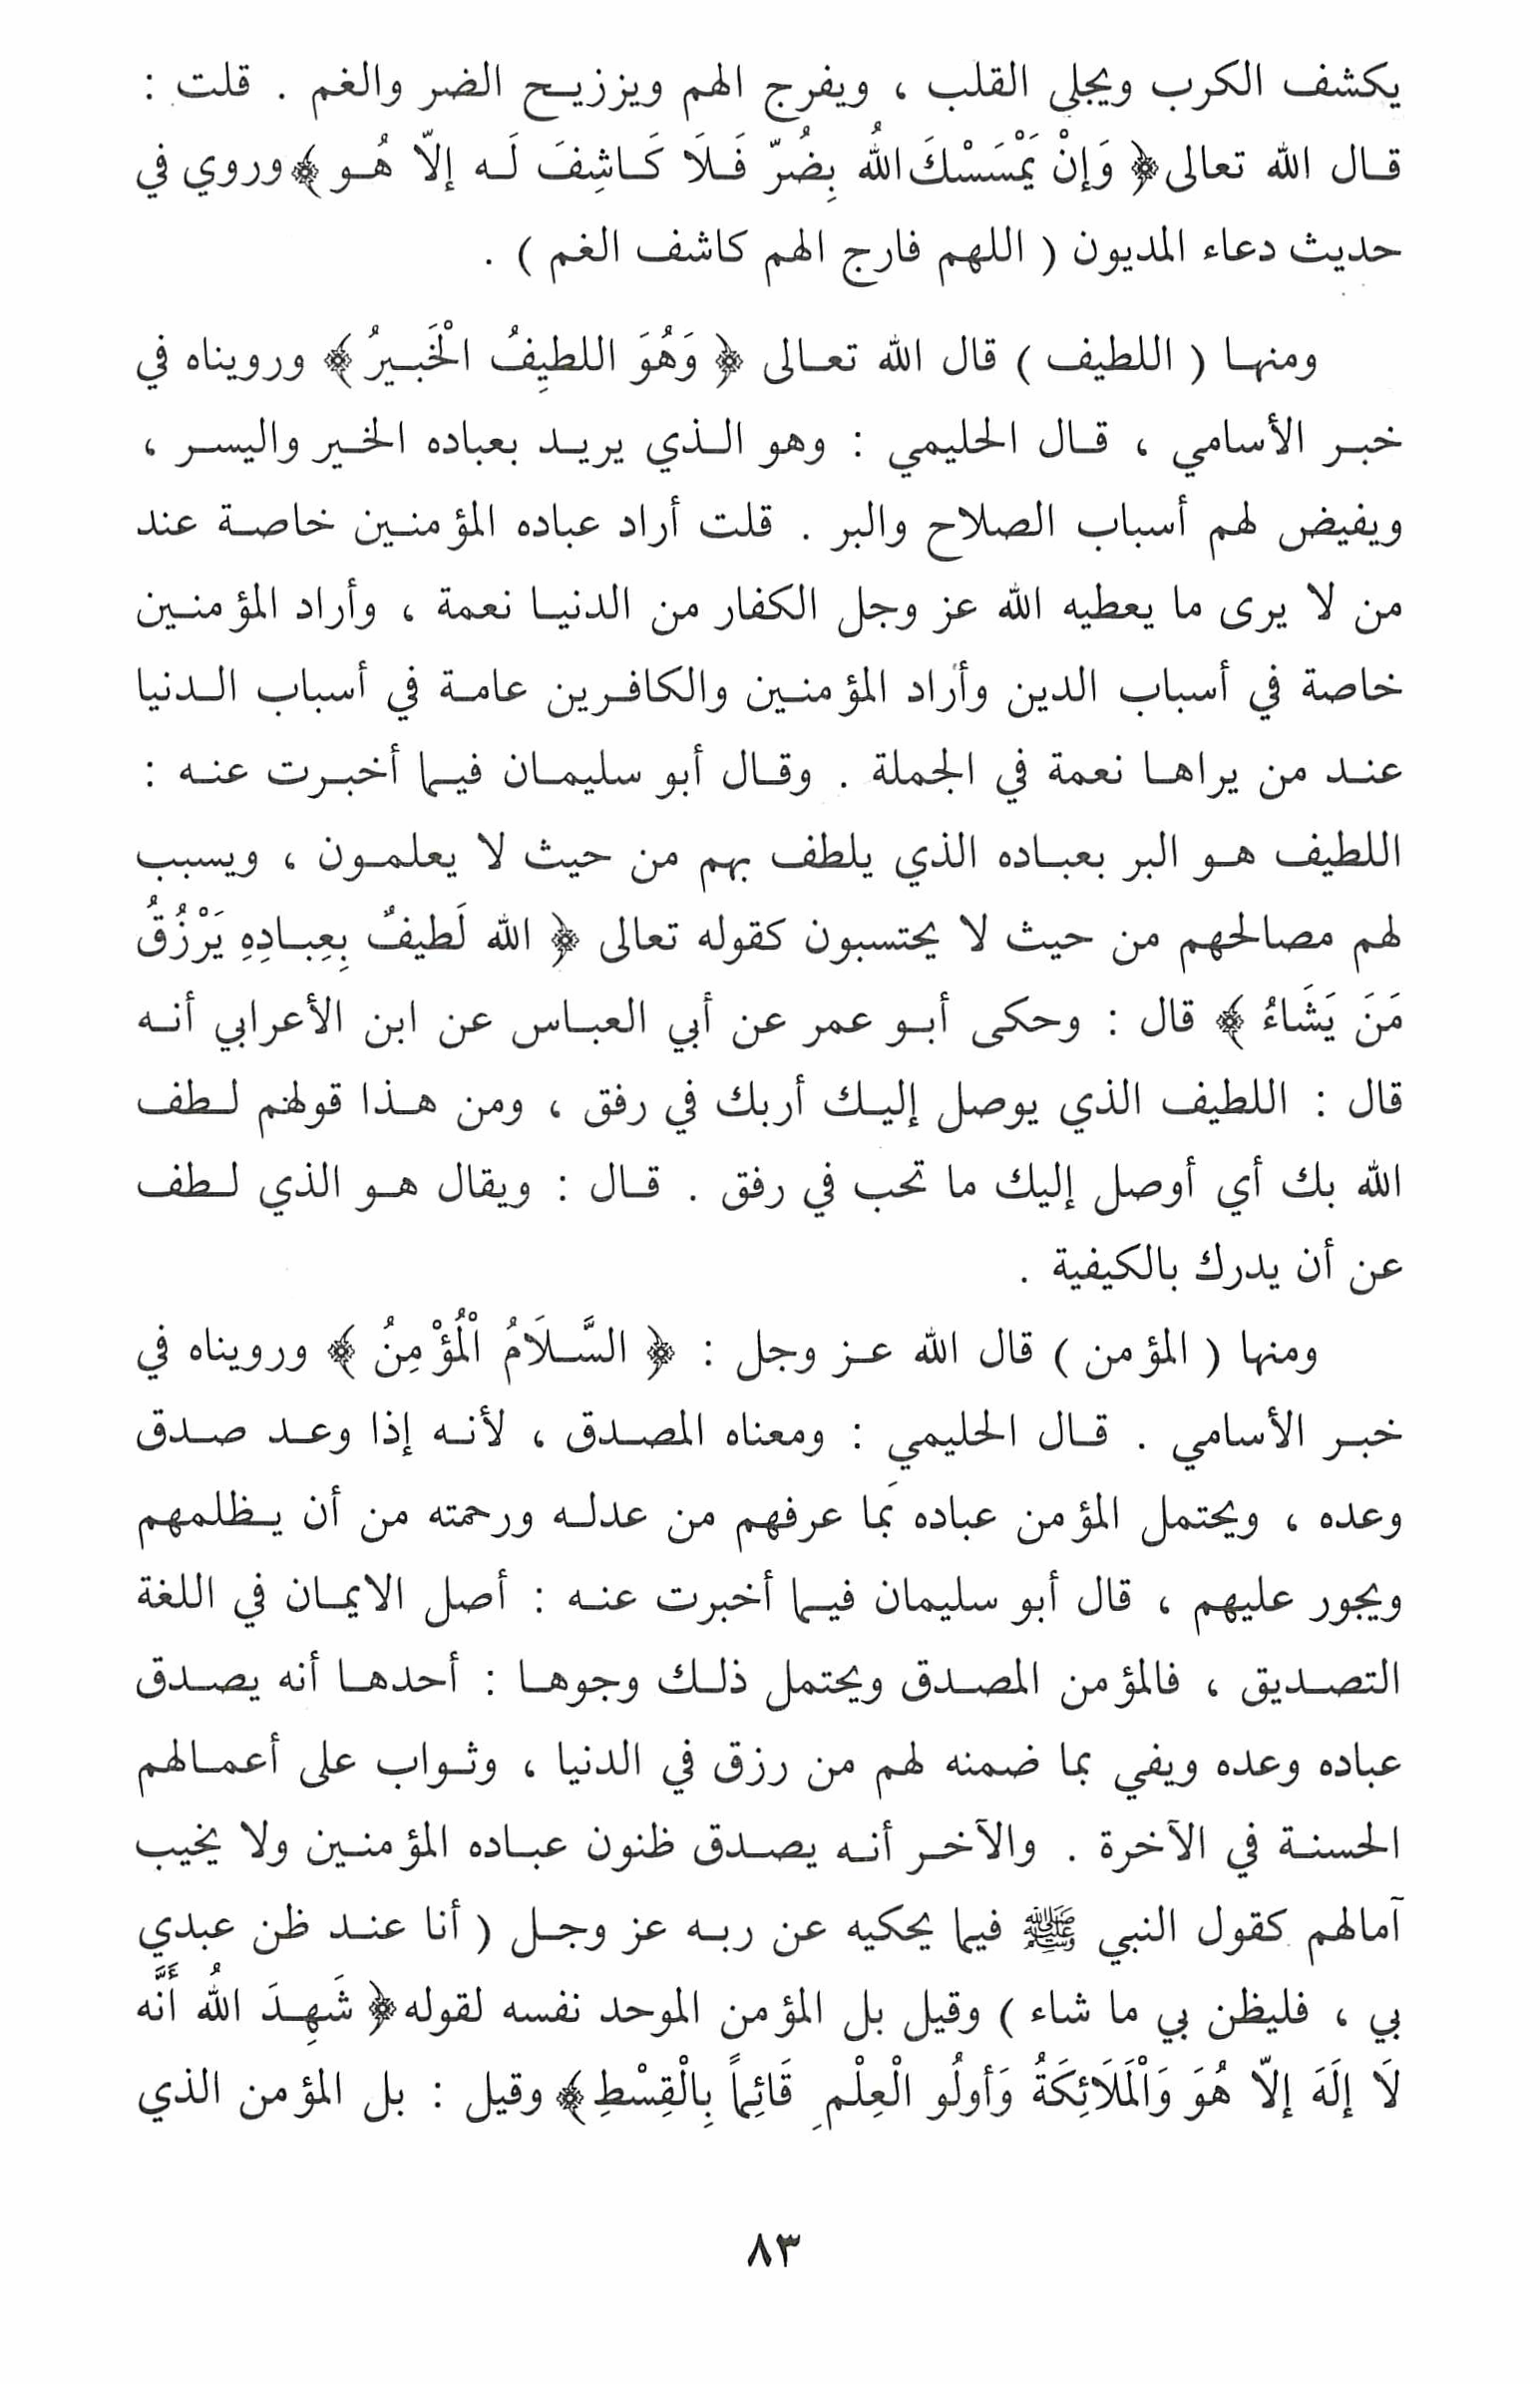 يكشف الكرب ويجلي القلب ، ويفرج الهم ويززيح الضر والغم . قلت :
قال الله تعالى ﴿ وَإنْ يَمْسَسْكَ اللهُ بِضُرّ فَلَا كَاشِفَ لَه إلاّ هُو ﴾ وروي في
حديث دعاء المديون ( اللهم فارج الهم كاشف الغم ) .
ومنها ( اللطيف ) قال الله تعالى ﴿ وَهُوَ اللطيِفُ الْخَبيرُ ﴾ ورويناه في
خبر الأسامي ، قال الحليمي : وهو الذي يريد بعباده الخير واليسر ،
ويفيض لهم أسباب الصلاح والبر . قلت أراد عباده المؤمنين خاصة عند
من لا يرى ما يعطيه الله عز وجل الكفار من الدنيا نعمة ، وأراد المؤمنين
خاصة في أسباب الدين وأراد المؤمنين والكافرين عامة في أسباب الدنيا
عند من يراها نعمة في الجملة . وقال أبو سليمان فيما أخبرت عنه :
اللطيف هو البر بعباده الذي يلطف بهم من حيث لا يعلمون ، ويسبب
لهم مصالحهم من حيث لا يحتسبون كقوله تعالى ﴿ الله لَطيفٌ بِعِبادِهِ يَرْزُقُ
مَنَ يَشَاءُ ﴾ قال : وحكى أبو عمر عن أبي العباس عن ابن الأعرابي أنه
قال : اللطيف الذي يوصل إليك أربك في رفق ، ومن هذا قولهم لطف
الله بك أي أوصل إليك ما تحب في رفق . قال : ويقال هو الذي لطف
عن أن يدرك بالكيفية .
ومنها ( المؤمن ) قال الله عز وجل : ﴿ السَّلَامُ اْلُمُؤْمِنُ ﴾ ورويناه في
خبر الأسامي . قال الحليمي : ومعناه المصدق ، لأنه إذا وعد صدق
وعده ، ويحتمل المؤمن عباده بَما عرفهم من عدله ورحمته من أن يظلمهم
ويجور عليهم ، قال أبو سليمان فيما أخبرت عنه : أصل الايمان في اللغة
التصديق ، فالمؤمن المصدق ويحتمل ذلك وجوها : أحدها أنه يصدق
عباده وعده ويفي بما ضمنه لهم من رزق في الدنيا ، وثواب على أعمالهم
الحسنة في الآخرة . والآخر أنه يصدق ظنون عباده المؤمنين ولا يخيب
آمالهم كقول النبي ﷺ فيما يحكيه عن ربه عز وجل ( أنا عند ظن عبدي
بي ، فليظن بي ما شاء ) وقيل بل المؤمن الموحد نفسه لقوله ﴿ شَهِدَ اللهُ أَنَّه
لَا إلَهَ إلاّ هُوَ وَاْلَمَلَائِكَةُ وَأولُو الْعِلْمِ قَائِماً بِالْقِسْطِ ﴾ وقيل : بل المؤمن الذي
٨٣